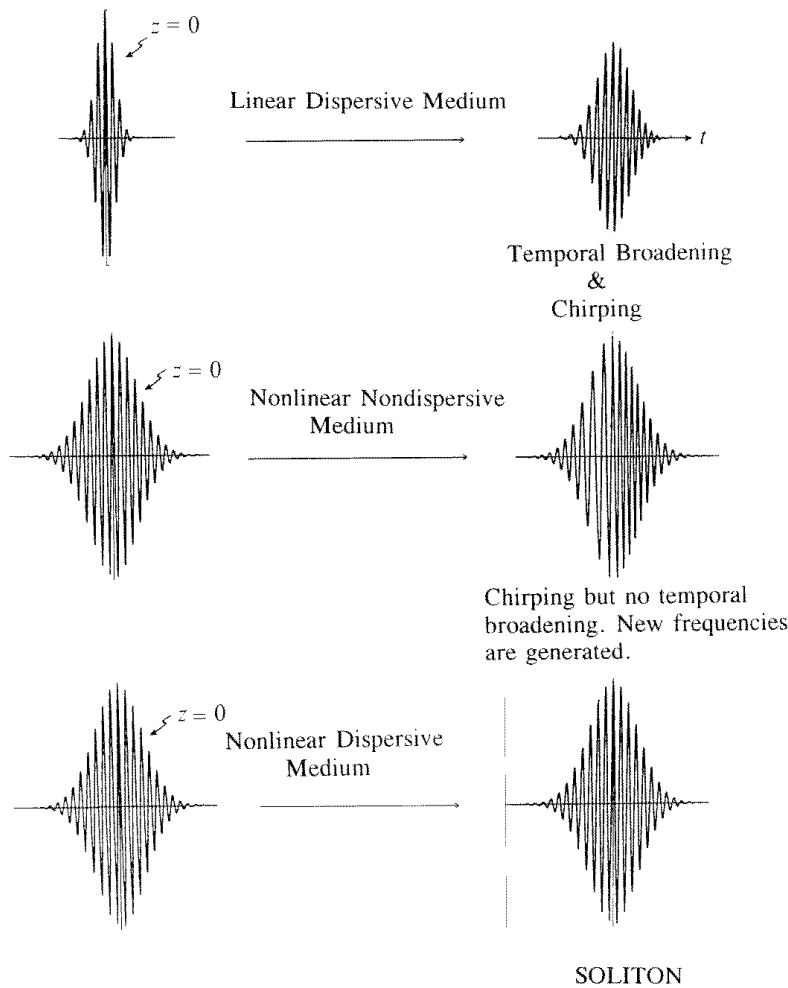 z = 0
Linear Dispersive Medium
t
Temporal Broadening
&
Chirping
z = 0
Nonlinear Nondispersive
Medium
Chirping but no temporal
broadening. New frequencies
are generated.
z = 0
Nonlinear Dispersive
Medium
SOLITON